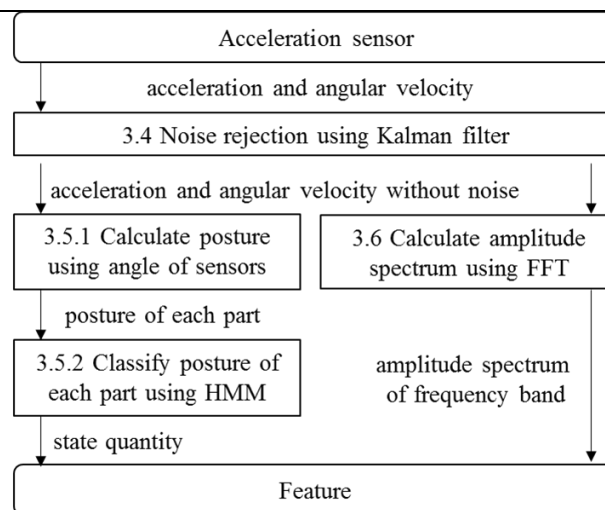 Acceleration sensor
acceleration and angular velocity
3.4 Noise rejection using Kalman filter
acceleration and angular velocity without noise
3.5.1 Calculate posture
using angle of sensors
3.6 Calculate amplitude
spectrum using FFT
posture of each part
3.5.2 Classify posture of
each part using HMM
amplitude spectrum
of frequency band
state quantity
Feature